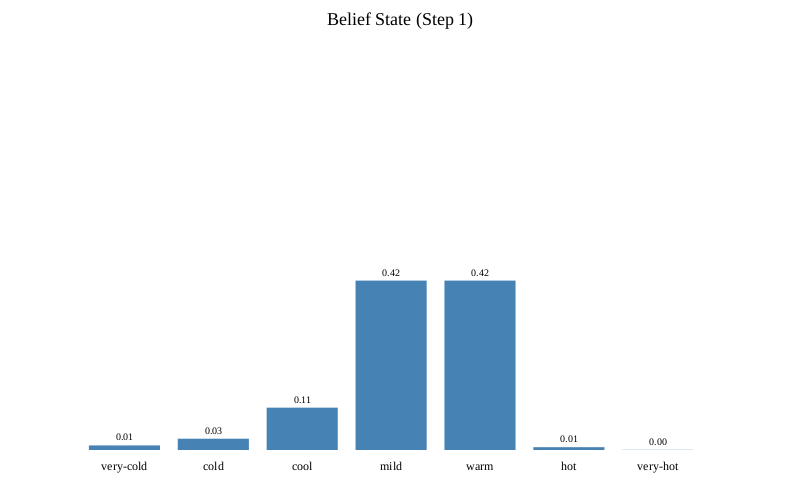 Belief State (Step 1)
0.42 0.42
0.11
0.03
0.01 0.01 0.00
very-cold cold cool mild warm hot very-hot